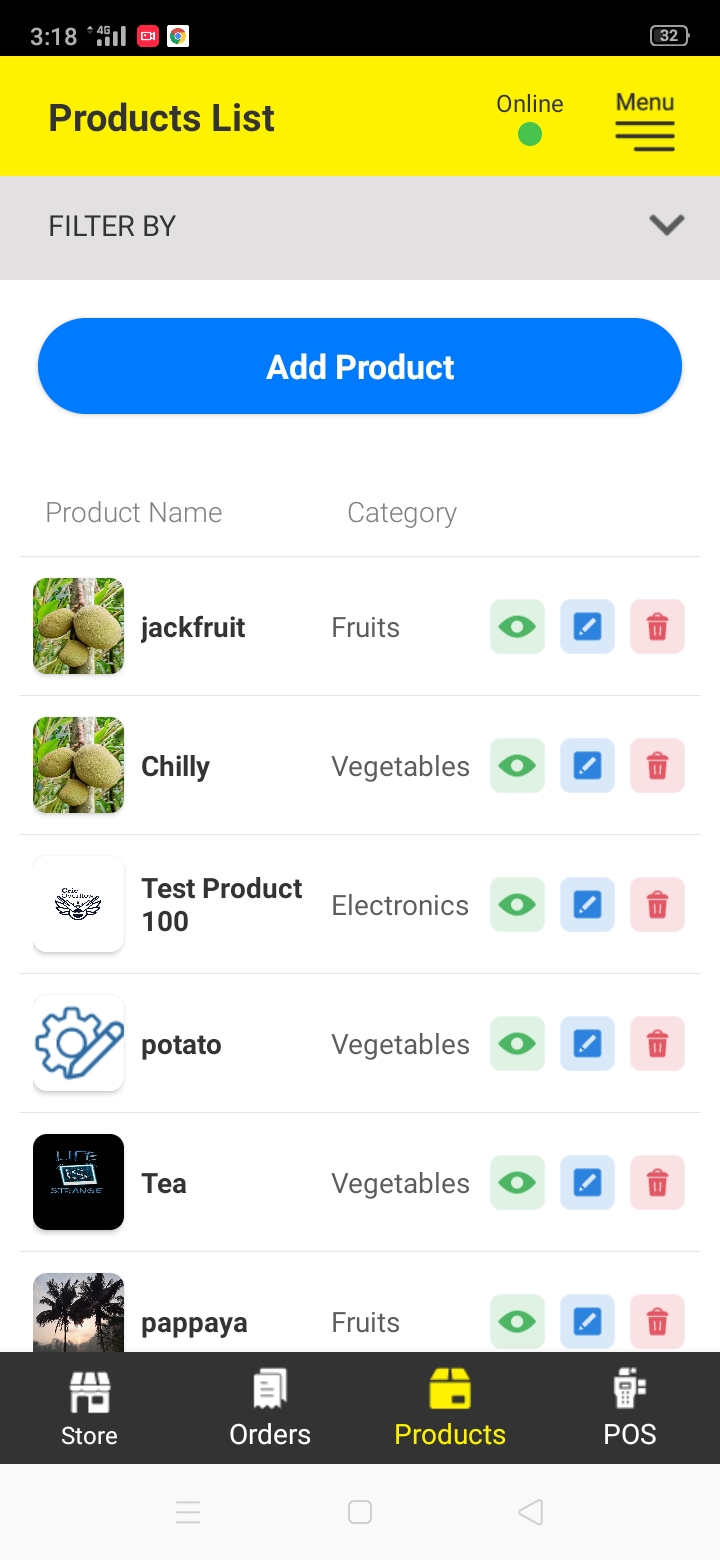 3:18 4G 32
Products List
Online
Menu
FILTER BY
Add Product
Product Name Category
jackfruit Fruits
Chilly Vegetables
Test Product
100
Electronics
potato Vegetables
LIFE
IS
STRANGE
Tea Vegetables
pappaya Fruits
Store Orders Products POS